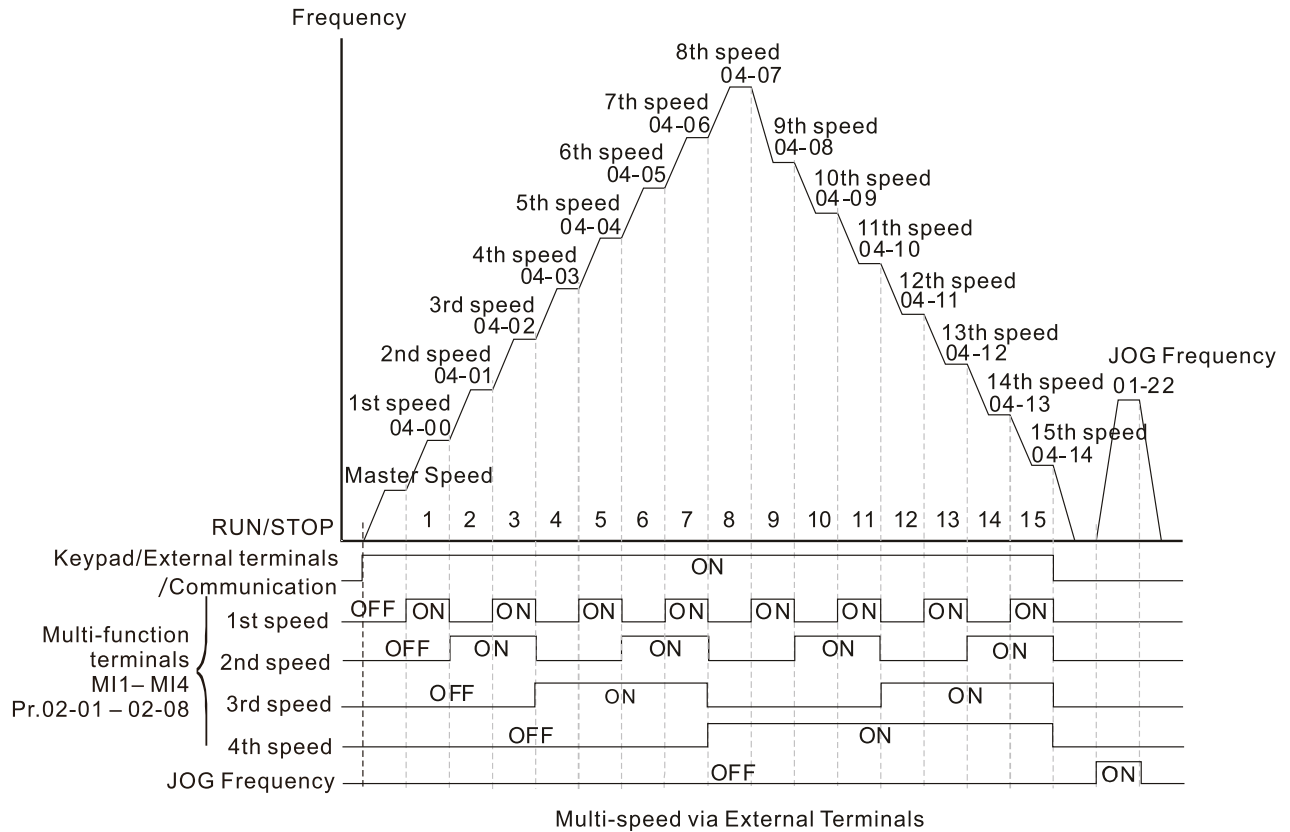 Frequency
8th speed
04-07
7th speed
04-06
9th speed
04-08
6th speed
04-05
10th speed
04-09
5th speed
04-04
11th speed
04-10
4th speed
04-03
12th speed
04-11
3rd speed
04-02
13th speed
04-12
2nd speed
04-01
JOG Frequency
01-22
14th speed
04-13
1st speed
04-00
15th speed
04-14
Master Speed
RUN/STOP
1 2 3 4 5 6 7 8 9 10 11 12 13 14 15
Keypad/External terminals
/Communication
ON
Multi-function
terminals
MI1– MI4
Pr.02-01 – 02-08
1st speed
OFF ON ON ON ON ON ON ON ON
2nd speed
OFF ON ON ON ON
3rd speed
OFF ON ON
4th speed
OFF ON
JOG Frequency
OFF ON
Multi-speed via External Terminals